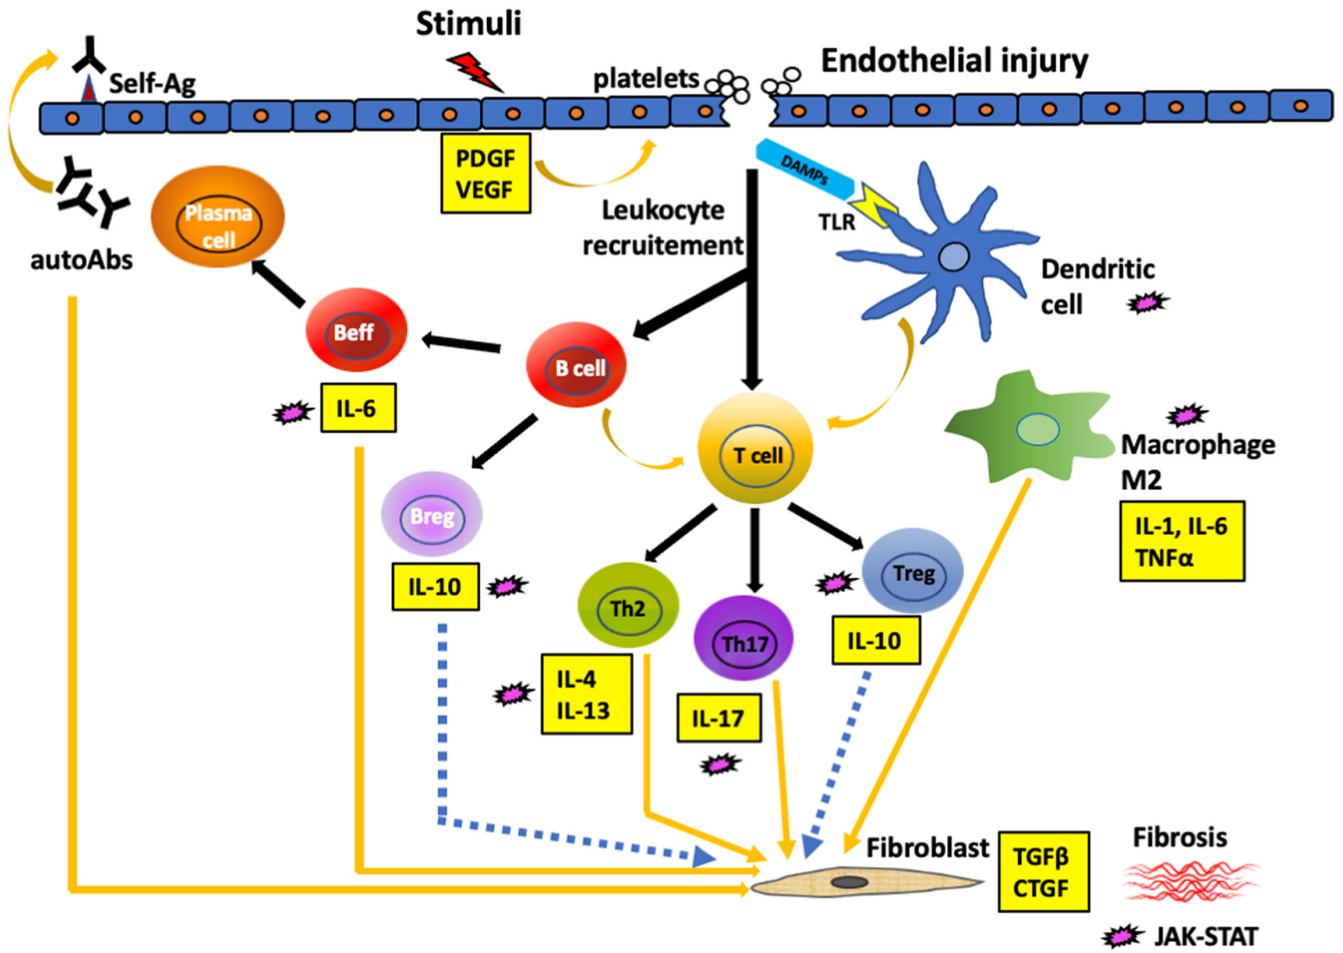 Stimuli
Endothelial injury
platelets
Self-Ag
PDGF
VEGF
DAMPs
TLR
Leukocyte
recruitement
Plasma
cell
autoAbs
Dendritic
cell
Beff
B cell
IL-6
T cell
Macrophage
M2
IL-1, IL-6
TNFα
Breg
IL-10
Th2
Th17
Treg
IL-10
IL-4
IL-13
IL-17
Fibroblast
TGFβ
CTGF
Fibrosis
JAK-STAT